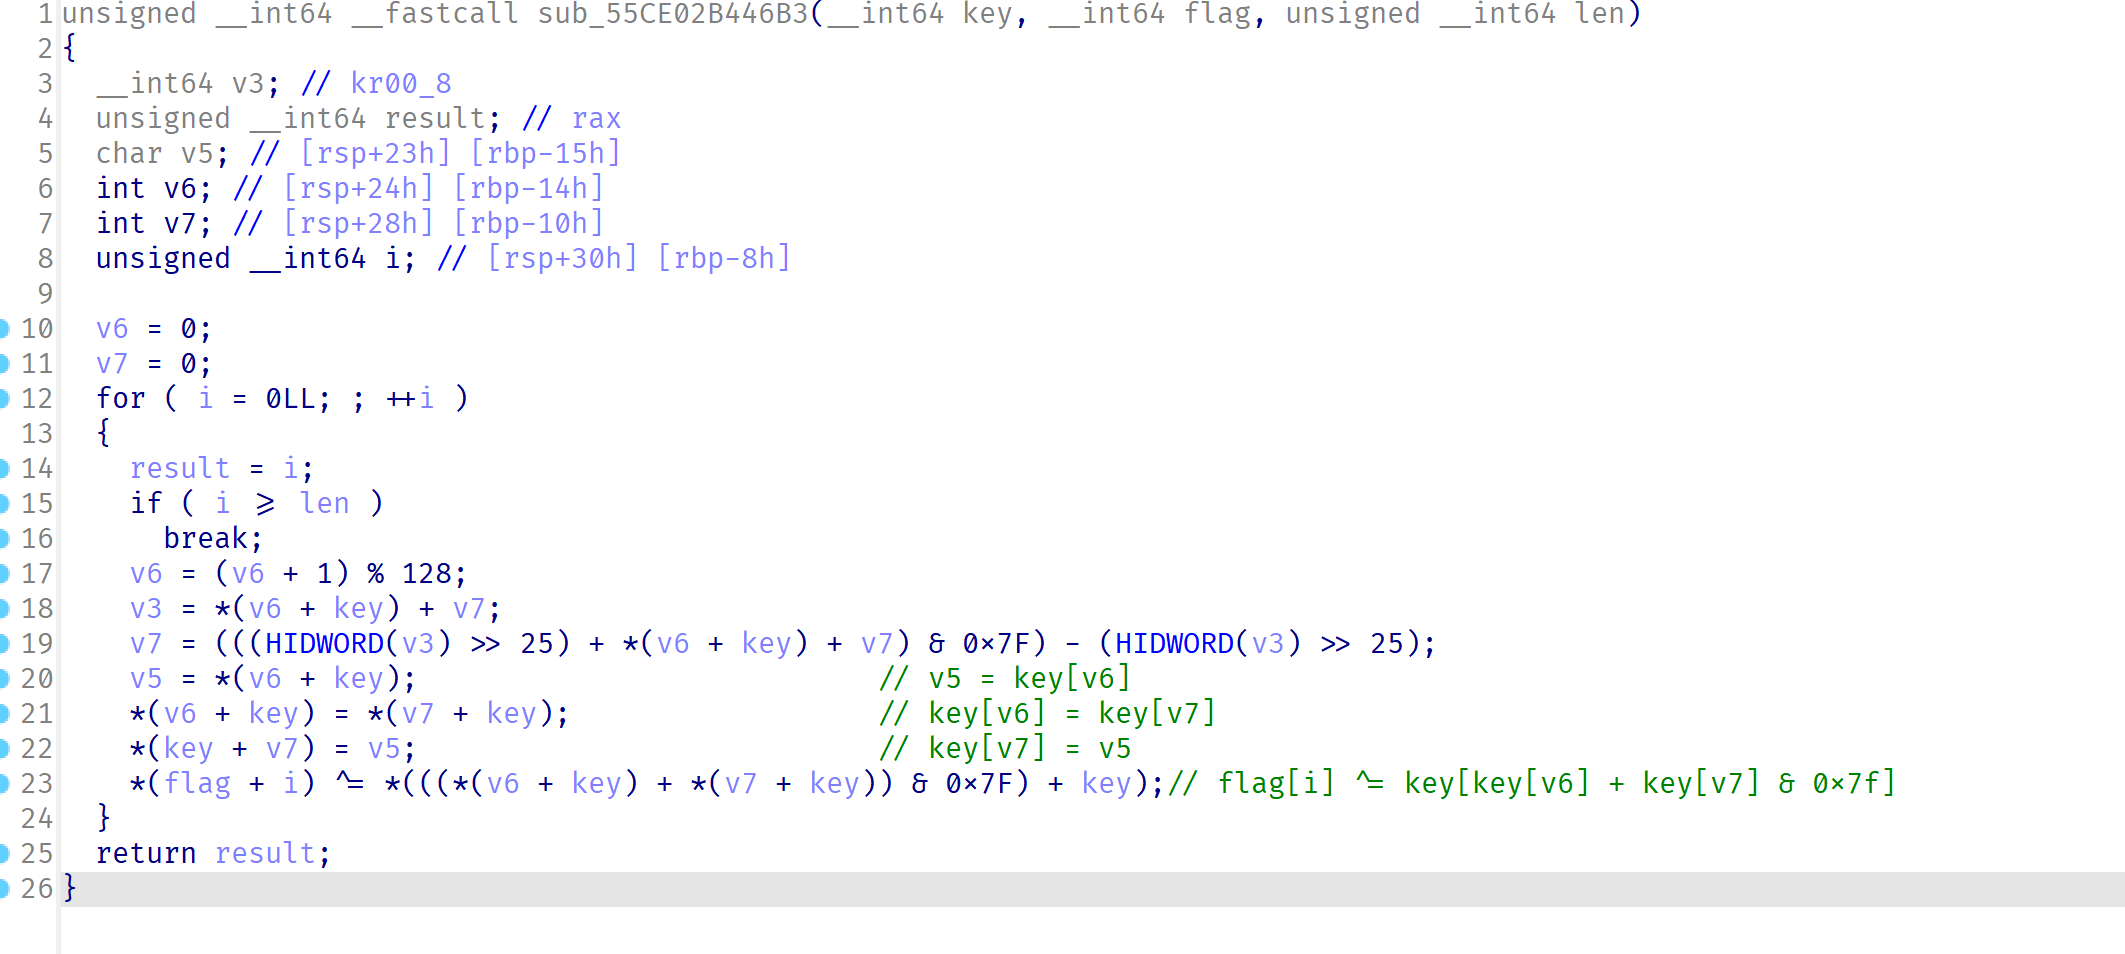 1 unsigned __int64 __fastcall sub_55CE02B446B3(__int64 key, __int64 flag, unsigned __int64 len)
2 {
3   __int64 v3; // kr00_8
4   unsigned __int64 result; // rax
5   char v5; // [rsp+23h] [rbp-15h]
6   int v6; // [rsp+24h] [rbp-14h]
7   int v7; // [rsp+28h] [rbp-10h]
8   unsigned __int64 i; // [rsp+30h] [rbp-8h]
9
10   v6 = 0;
11   v7 = 0;
12   for ( i = 0LL; ; ++i )
13   {
14     result = i;
15     if ( i >= len )
16       break;
17     v6 = (v6 + 1) % 128;
18     v3 = *(v6 + key) + v7;
19     v7 = (((HIDWORD(v3) >> 25) + *(v6 + key) + v7) & 0x7F) - (HIDWORD(v3) >> 25);
20     v5 = *(v6 + key);                           // v5 = key[v6]
21     *(v6 + key) = *(v7 + key);                  // key[v6] = key[v7]
22     *(key + v7) = v5;                           // key[v7] = v5
23     *(flag + i) ^= *(((*(v6 + key) + *(v7 + key)) & 0x7F) + key);// flag[i] ^= key[key[v6] + key[v7] & 0x7f]
24   }
25   return result;
26 }